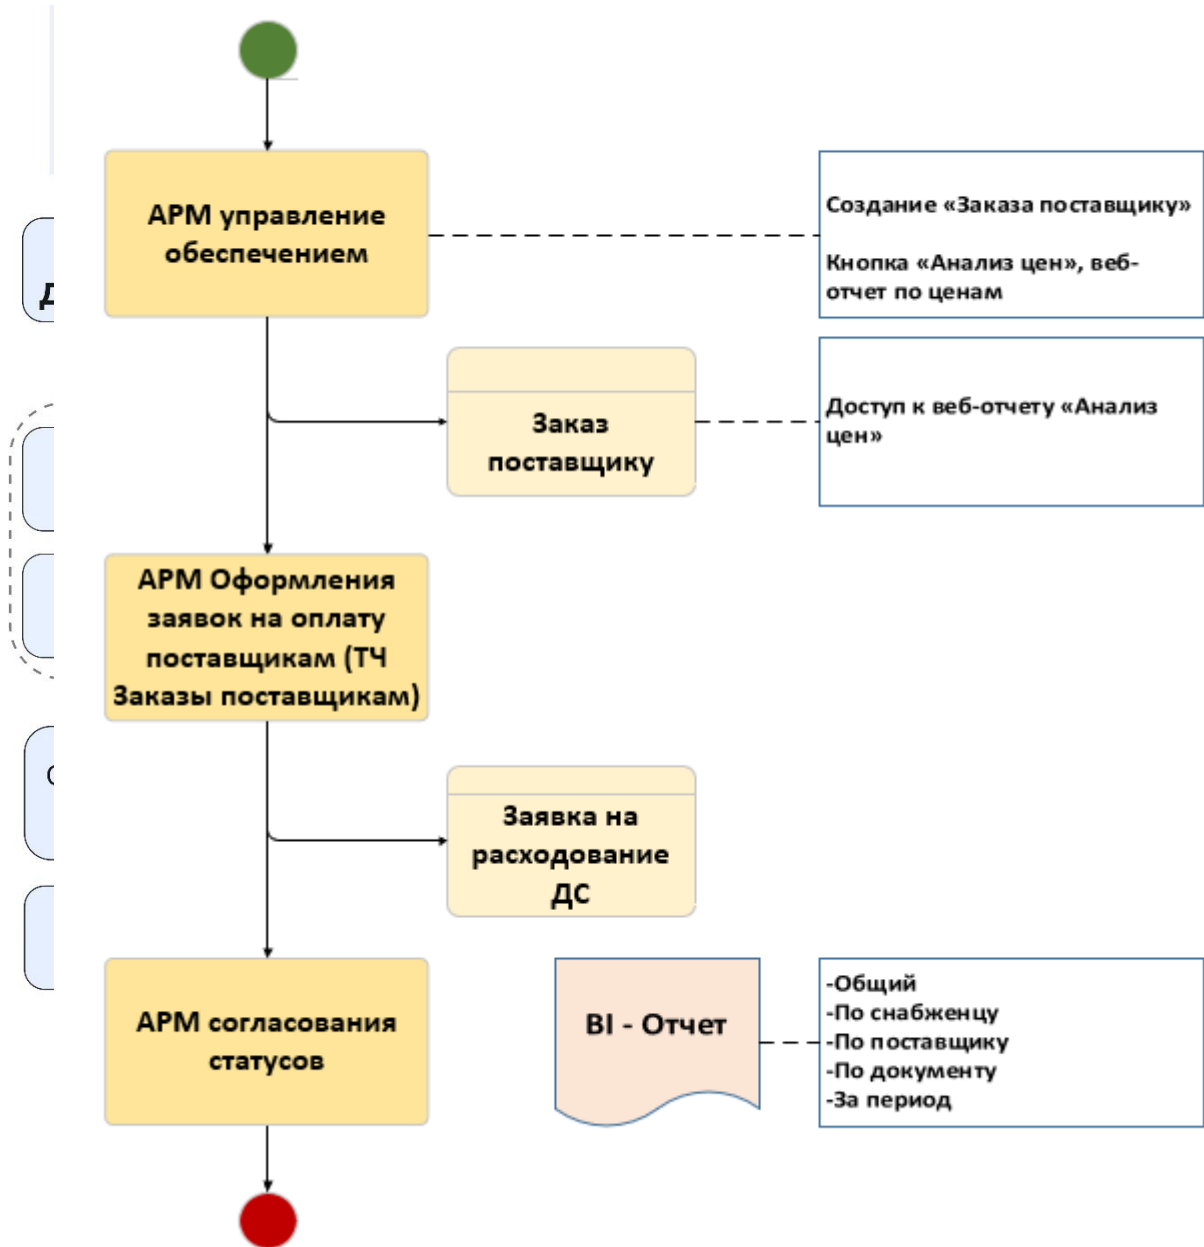 АРМ управление
обеспечением
Создание «Заказа поставщику»
Кнопка «Анализ цен», веб-
отчет по ценам
Заказ
поставщику
Доступ к веб-отчету «Анализ
цен»
АРМ Оформления
заявок на оплату
поставщикам (ТЧ
Заказы поставщикам)
Заявка на
расходование
ДС
АРМ согласования
статусов
BI - Отчет
-Общий
-По снабженцу
-По поставщику
-По документу
-За период